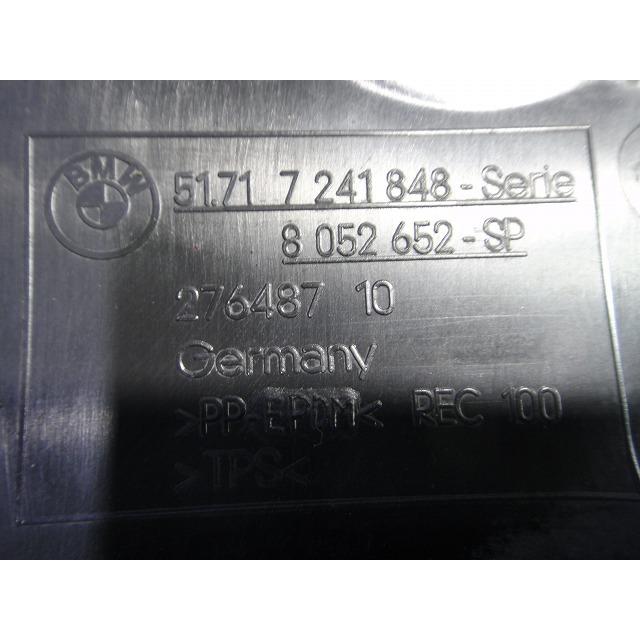 BMW
51.71 7 241 848 - Serie
8 052 652 - SP
276487 10
Germany
>PP-EPDM< REC 100
>TPS<